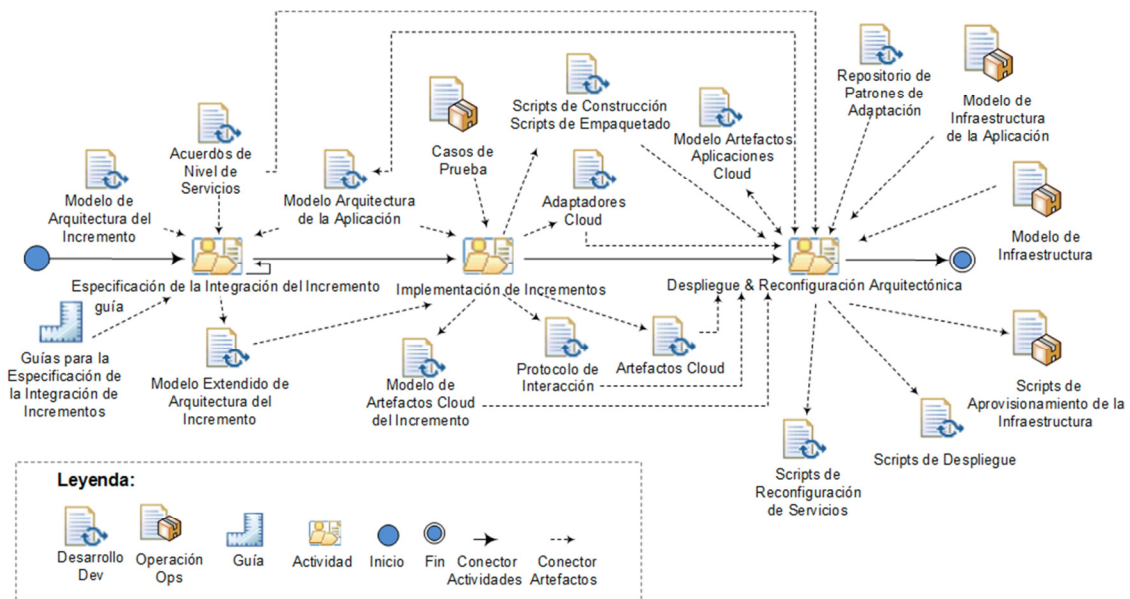 Acuerdos de
Nivel de
Servicios
Modelo de
Arquitectura del
Incremento
Modelo Arquitectura
de la Aplicación
Casos de
Prueba
Scripts de Construcción
Scripts de Empaquetado
Adaptadores
Cloud
Modelo Artefactos
Aplicaciones
Cloud
Repositorio de
Patrones de
Adaptación
Modelo de
Infraestructura
de la Aplicación
Modelo de
Infraestructura
Especificación de la Integración del Incremento
Implementación de Incrementos
Despliegue & Reconfiguración Arquitectónica
guía
Guías para la
Especificación de
la Integración de
Incrementos
Modelo Extendido de
Arquitectura del
Incremento
Modelo de
Artefactos Cloud
del Incremento
Protocolo de
Interacción
Artefactos Cloud
Scripts de
Reconfiguración
de Servicios
Scripts de Despliegue
Scripts de
Aprovisionamiento de la
Infraestructura
Leyenda:
Desarrollo
Dev
Operación
Ops
Guía
Actividad
Inicio
Fin
Conector
Actividades
Conector
Artefactos